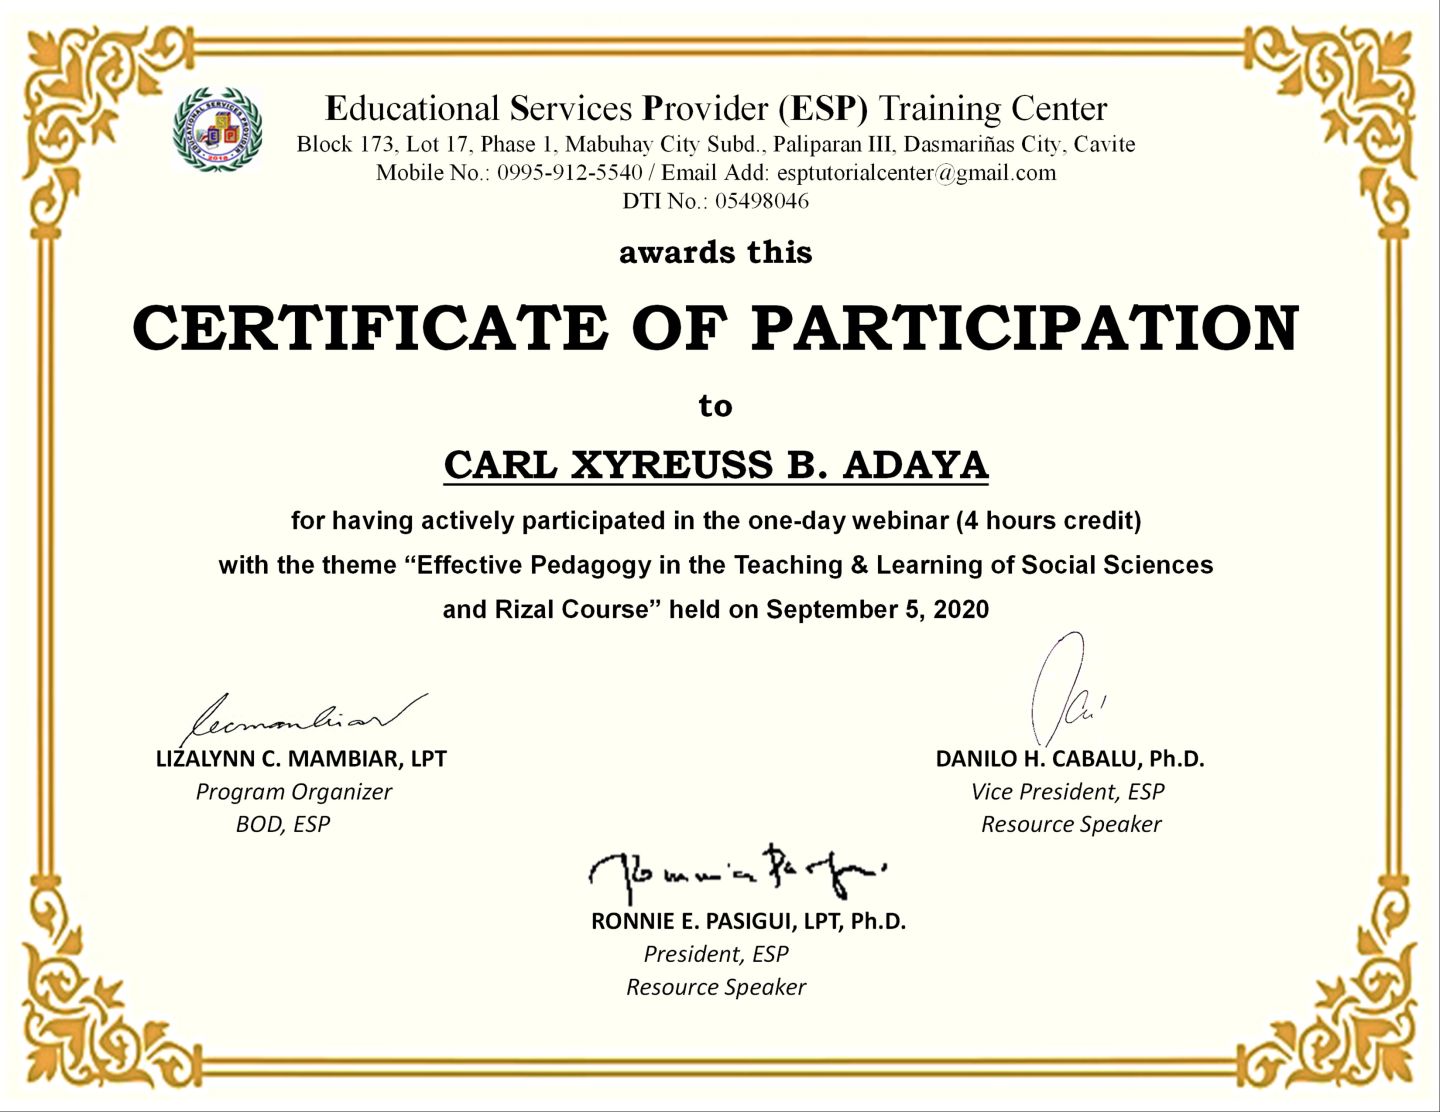 EDUCATIONAL SERVICES PROVIDER
E S P
2018
Educational Services Provider (ESP) Training Center
Block 173, Lot 17, Phase 1, Mabuhay City Subd., Paliparan III, Dasmariñas City, Cavite
Mobile No.: 0995-912-5540 / Email Add: esptutorialcenter@gmail.com
DTI No.: 05498046
awards this
CERTIFICATE OF PARTICIPATION
to
CARL XYREUSS B. ADAYA
for having actively participated in the one-day webinar (4 hours credit)
with the theme “Effective Pedagogy in the Teaching & Learning of Social Sciences
and Rizal Course” held on September 5, 2020
LIZALYNN C. MAMBIAR, LPT
Program Organizer
BOD, ESP
DANILO H. CABALU, Ph.D.
Vice President, ESP
Resource Speaker
RONNIE E. PASIGUI, LPT, Ph.D.
President, ESP
Resource Speaker